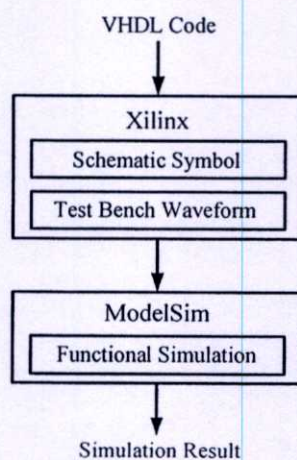 VHDL Code
Xilinx
Schematic Symbol
Test Bench Waveform
ModelSim
Functional Simulation
Simulation Result